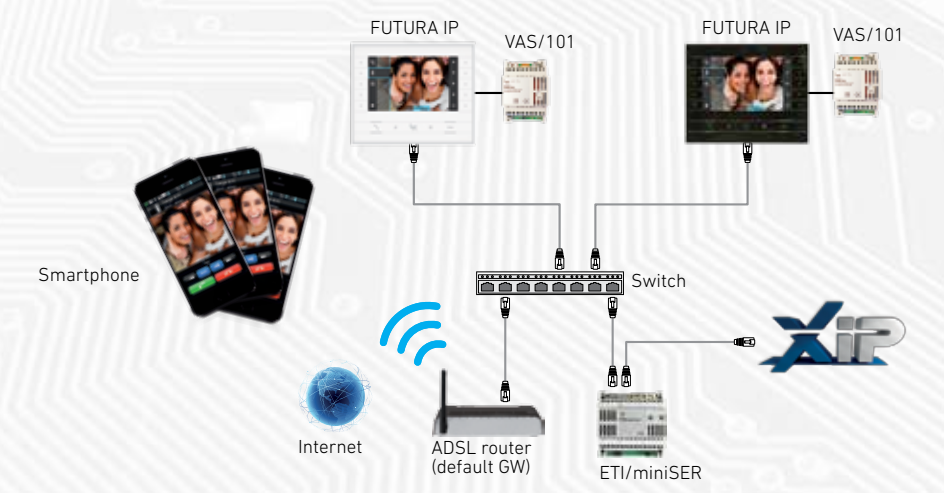 FUTURA IP
VAS/101
FUTURA IP
VAS/101
Smartphone
Switch
XiP
Internet
ADSL router
(default GW)
ETI/miniSER